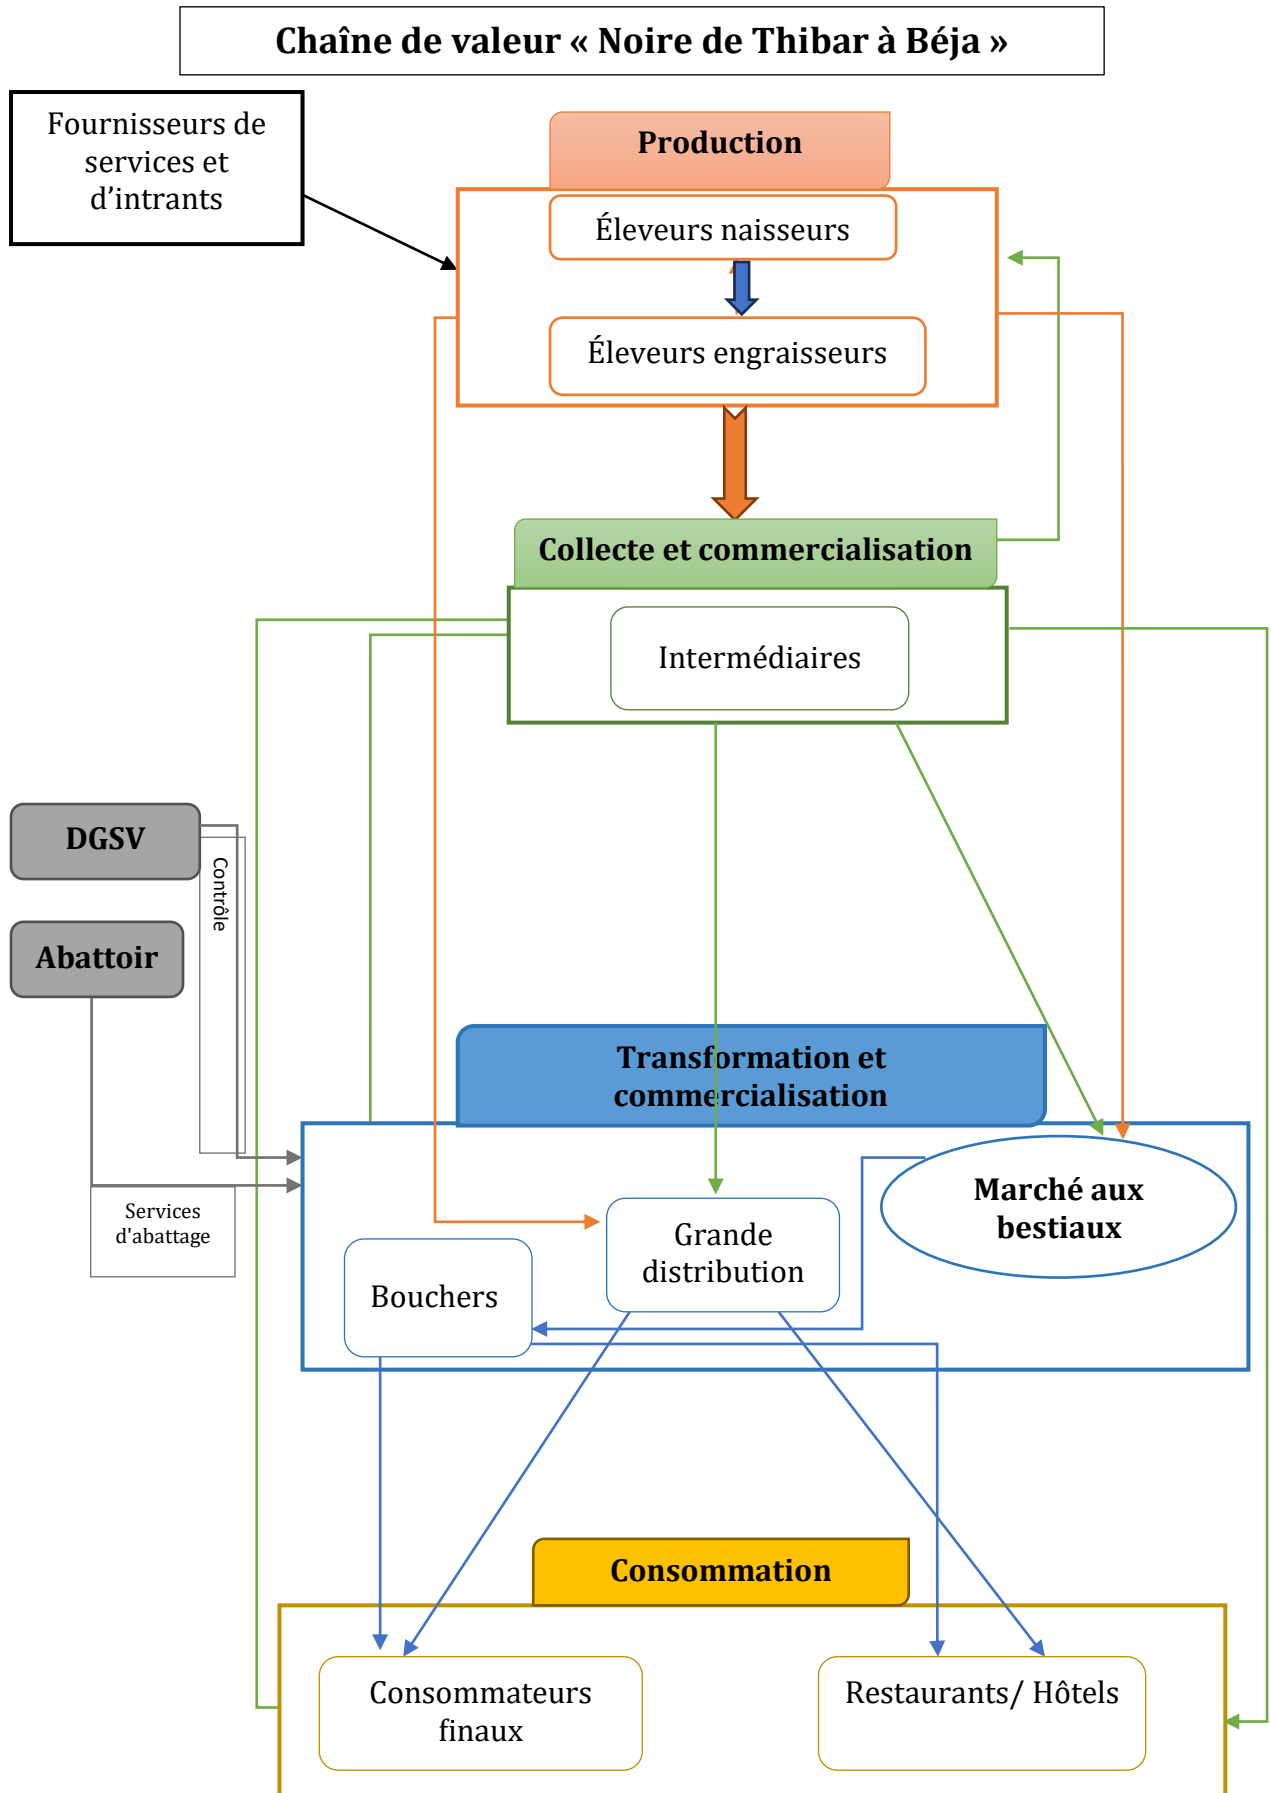 Chaîne de valeur « Noire de Thibar à Béja »
Fournisseurs de
services et
d’intrants
Production
Éleveurs naisseurs
Éleveurs engraisseurs
Collecte et commercialisation
Intermédiaires
DGSV
Contrôle
Abattoir
Services
d'abattage
Transformation et
commercialisation
Marché aux
bestiaux
Grande
distribution
Bouchers
Consommation
Consommateurs
finaux
Restaurants/ Hôtels